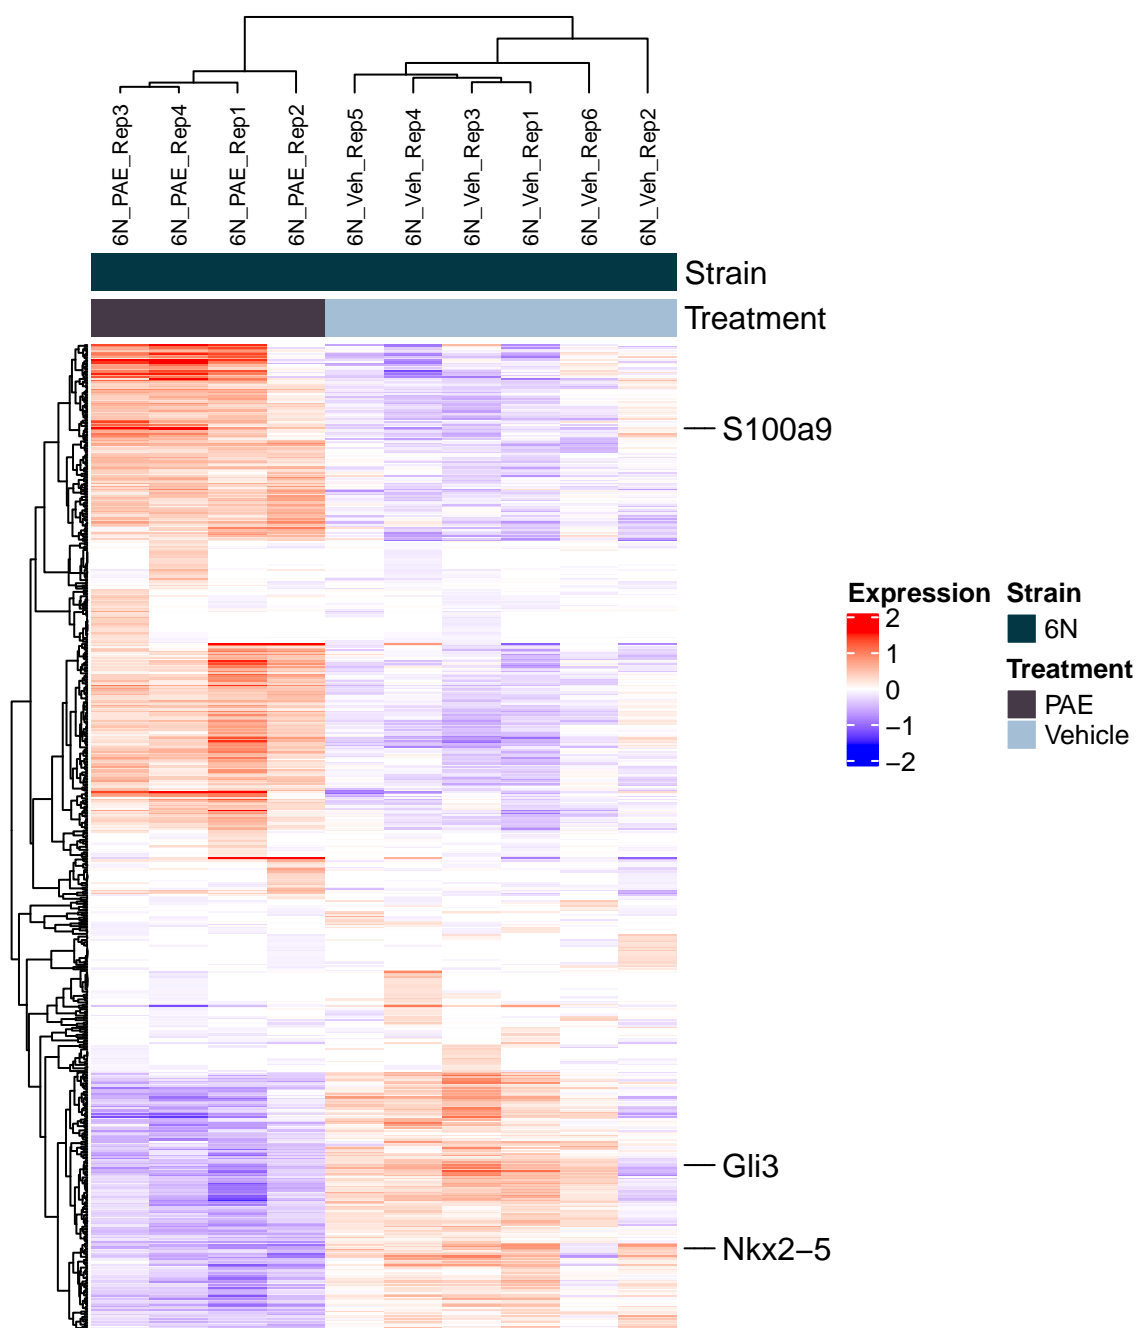 6N_PAE_Rep3
6N_PAE_Rep4
6N_PAE_Rep1
6N_PAE_Rep2
6N_Veh_Rep5
6N_Veh_Rep4
6N_Veh_Rep3
6N_Veh_Rep1
6N_Veh_Rep6
6N_Veh_Rep2
Strain
Treatment
S100a9
Gli3
Nkx2−5
Expression
2
1
0
−1
−2
Strain
6N
Treatment
PAE
Vehicle